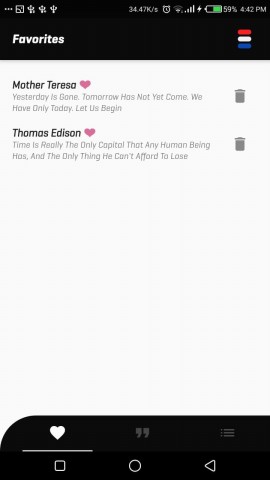 34.47K/s 59% 4:42 PM
Favorites
Mother Teresa
Yesterday Is Gone. Tomorrow Has Not Yet Come. We
Have Only Today. Let Us Begin
Thomas Edison
Time Is Really The Only Capital That Any Human Being
Has, And The Only Thing He Can't Afford To Lose